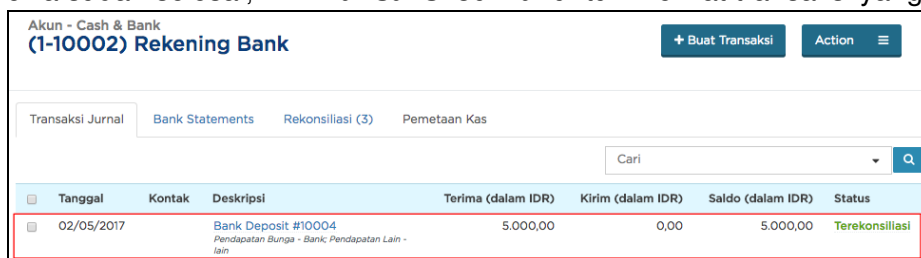 Akun - Cash & Bank
(1-10002) Rekening Bank
+ Buat Transaksi
Action
Transaksi Jurnal
Bank Statements
Rekonsiliasi (3)
Pemetaan Kas
Cari
Tanggal Kontak Deskripsi Terima (dalam IDR) Kirim (dalam IDR) Saldo (dalam IDR) Status
02/05/2017 Bank Deposit #10004 5.000,00 0,00 5.000,00 Terekonsiliasi
Pendapatan Bunga - Bank; Pendapatan Lain -
lain